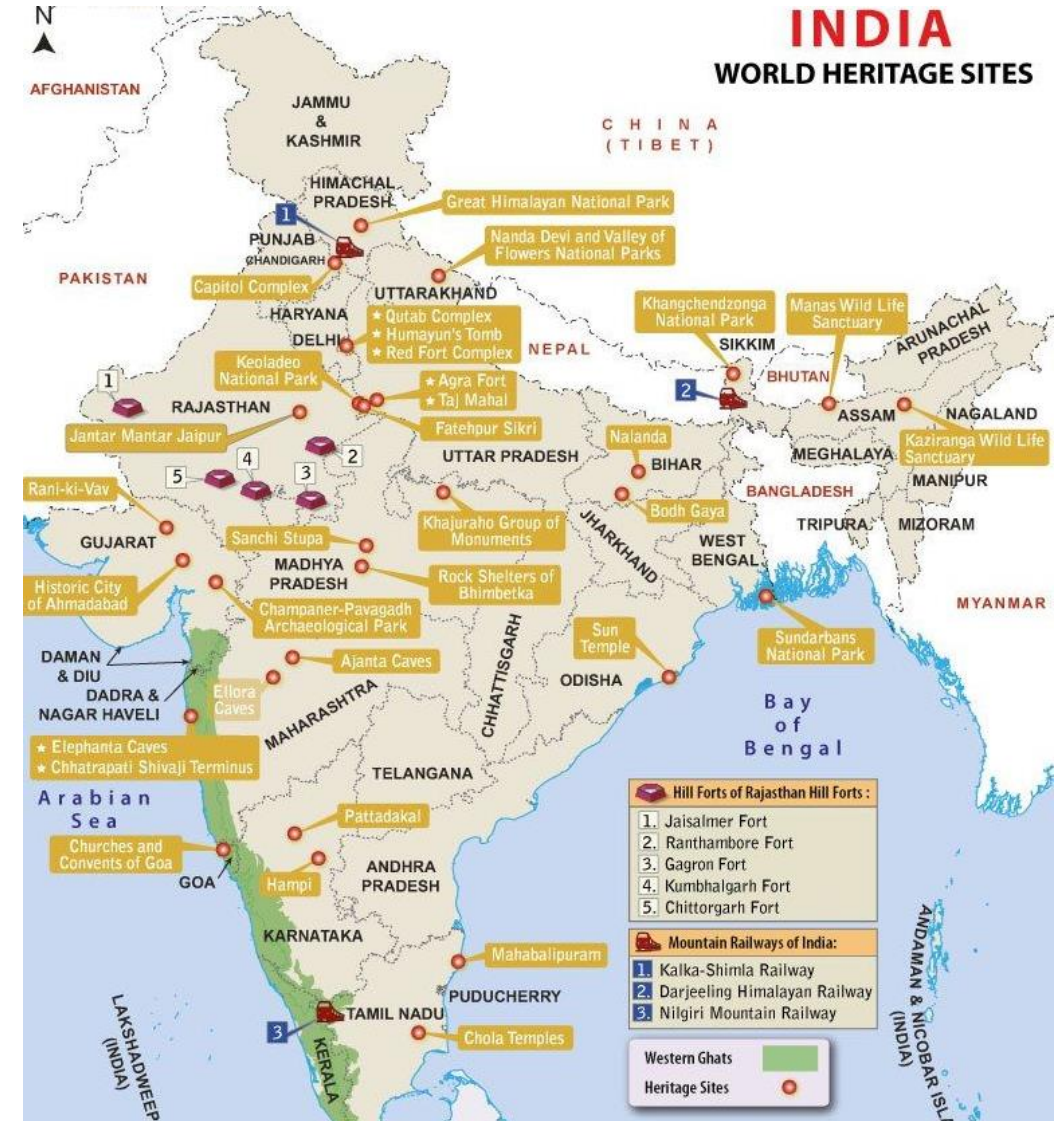 N
INDIA
WORLD HERITAGE SITES
AFGHANISTAN
JAMMU
&
KASHMIR
CHINA
(TIBET)
HIMACHAL
PRADESH
Great Himalayan National Park
1
PUNJAB
CHANDIGARH
Nanda Devi and Valley of
Flowers National Parks
PAKISTAN
Capitol Complex
UTTARAKHAND
HARYANA
★ Qutab Complex
★ Humayun's Tomb
★ Red Fort Complex
DELHI
NEPAL
Khangchendzonga
National Park
SIKKIM
Manas Wild Life
Sanctuary
ARUNACHAL
PRADESH
Keoladeo
National Park
★ Agra Fort
★ Taj Mahal
BHUTAN
2
1
RAJASTHAN
Jantar Mantar Jaipur
Fatehpur Sikri
ASSAM
NAGALAND
Kaziranga Wild Life
Sanctuary
UTTAR PRADESH
Nalanda
BIHAR
MEGHALAYA
MANIPUR
2
4
5
3
Rani-ki-Vav
Khajuraho Group of
Monuments
Bodh Gaya
BANGLADESH
JHARKHAND
WEST
BENGAL
TRIPURA
MIZORAM
GUJARAT
Sanchi Stupa
MADHYA
PRADESH
Rock Shelters of
Bhimbetka
Historic City
of Ahmadabad
Champaner-Pavagadh
Archaeological Park
MYANMAR
CHHATTISGARH
Sun
Temple
Sundarbans
National Park
DAMAN
& DIU
DADRA &
NAGAR HAVELI
Ajanta Caves
Ellora
Caves
MAHARASHTRA
ODISHA
Bay
of
Bengal
★ Elephanta Caves
★ Chhatrapati Shivaji Terminus
TELANGANA
Arabian
Sea
Pattadakal
Churches and
Convents of Goa
GOA
Hampi
ANDHRA
PRADESH
KARNATAKA
Mahabalipuram
PUDUCHERRY
TAMIL NADU
3
Chola Temples
KERALA
LAKSHADWEEP
(INDIA)
Hill Forts of Rajasthan Hill Forts :
1. Jaisalmer Fort
2. Ranthambore Fort
3. Gagron Fort
4. Kumbhalgarh Fort
5. Chittorgarh Fort
Mountain Railways of India:
1. Kalka-Shimla Railway
2. Darjeeling Himalayan Railway
3. Nilgiri Mountain Railway
Western Ghats
Heritage Sites
ANDAMAN & NICOBAR ISL
(INDIA)